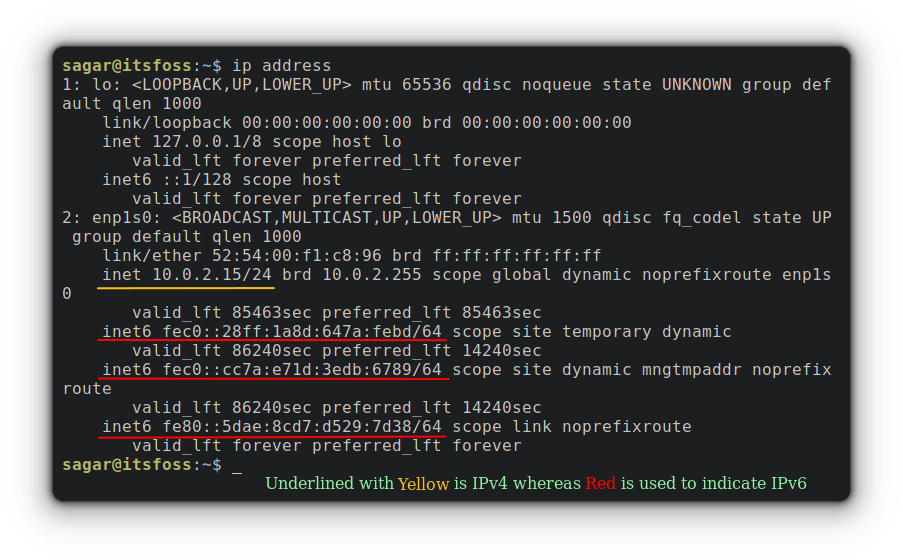 sagar@itsfoss:~$ ip address
1: lo: <LOOPBACK,UP,LOWER_UP> mtu 65536 qdisc noqueue state UNKNOWN group def
ault qlen 1000
    link/loopback 00:00:00:00:00:00 brd 00:00:00:00:00:00
    inet 127.0.0.1/8 scope host lo
       valid_lft forever preferred_lft forever
    inet6 ::1/128 scope host
       valid_lft forever preferred_lft forever
2: enp1s0: <BROADCAST,MULTICAST,UP,LOWER_UP> mtu 1500 qdisc fq_codel state UP
 group default qlen 1000
    link/ether 52:54:00:f1:c8:96 brd ff:ff:ff:ff:ff:ff
    inet 10.0.2.15/24 brd 10.0.2.255 scope global dynamic noprefixroute enp1s
0
       valid_lft 85463sec preferred_lft 85463sec
    inet6 fec0::28ff:1a8d:647a:febd/64 scope site temporary dynamic
       valid_lft 86240sec preferred_lft 14240sec
    inet6 fec0::cc7a:e71d:3edb:6789/64 scope site dynamic mngtmpaddr noprefix
route
       valid_lft 86240sec preferred_lft 14240sec
    inet6 fe80::5dae:8cd7:d529:7d38/64 scope link noprefixroute
       valid_lft forever preferred_lft forever
sagar@itsfoss:~$ _
Underlined with Yellow is IPv4 whereas Red is used to indicate IPv6